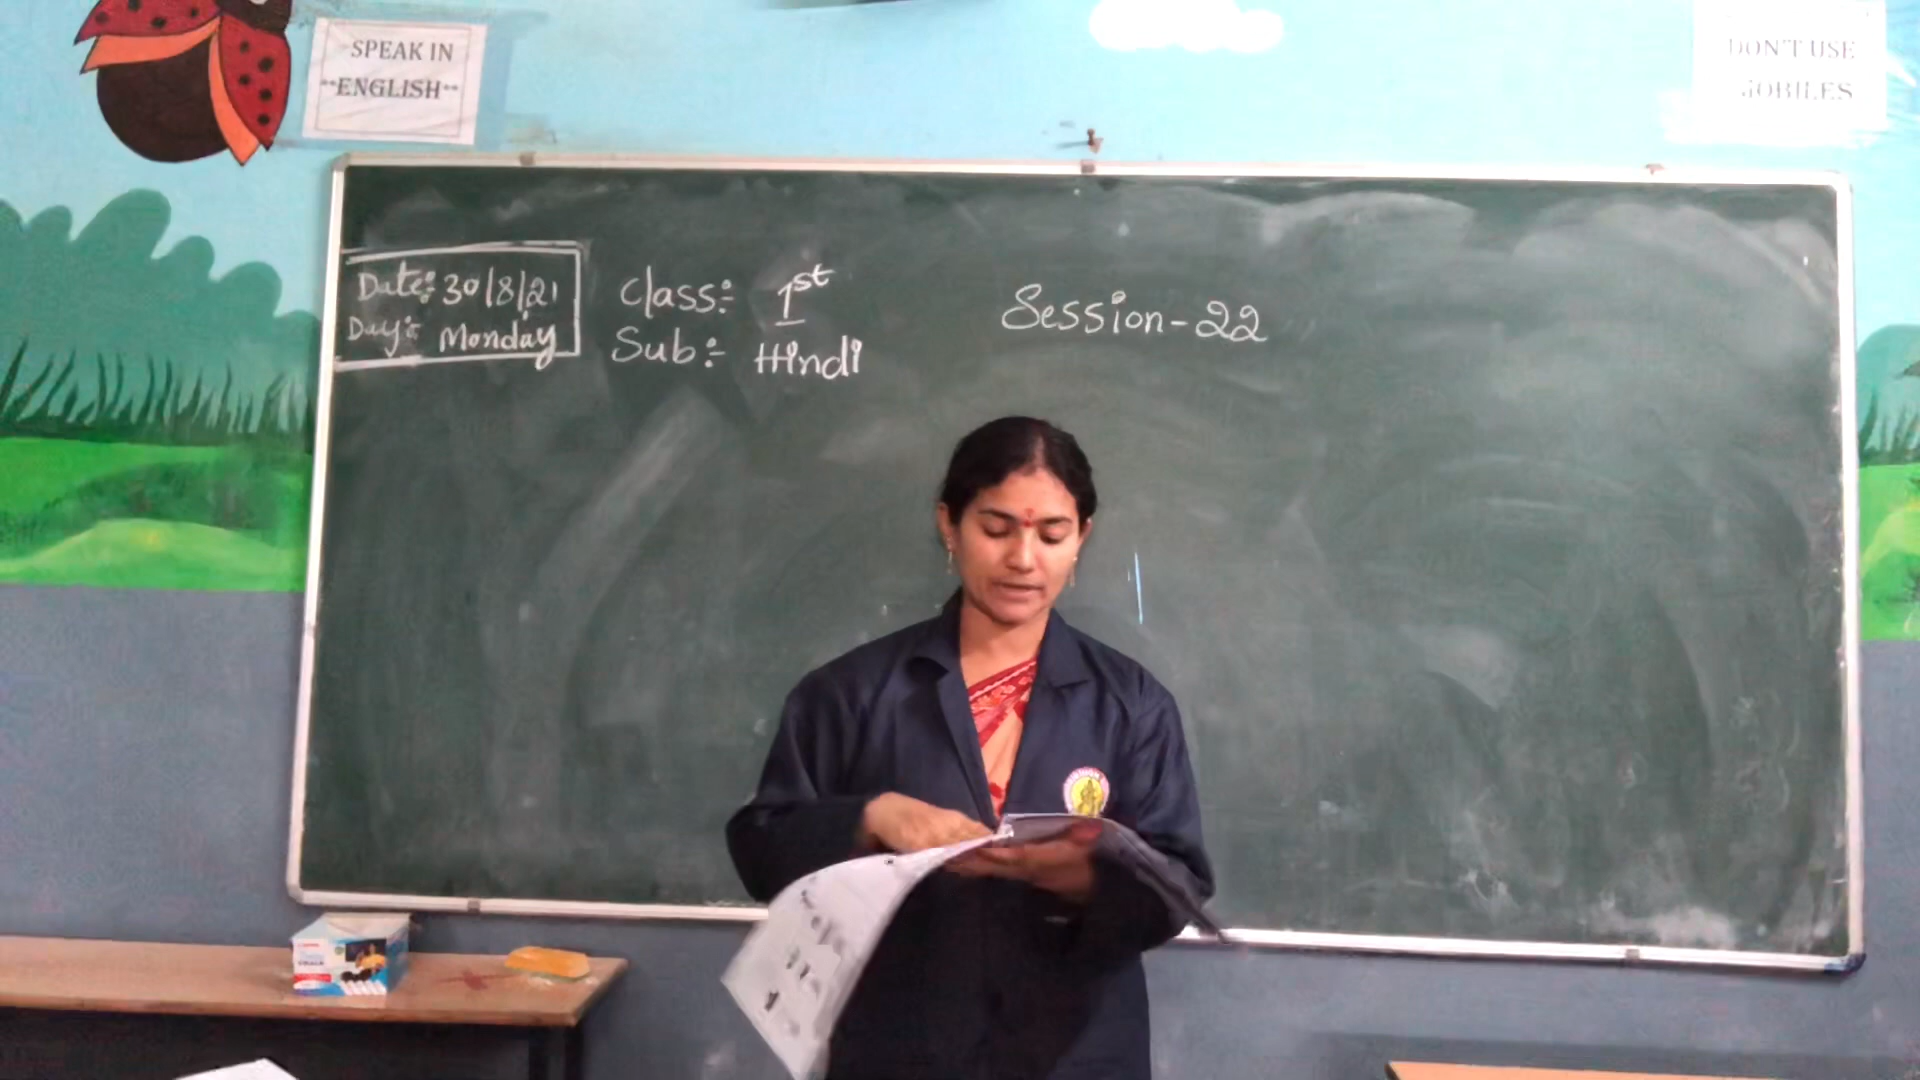 SPEAK IN
**ENGLISH**
DON'T USE
MOBILES
Date:- 30/8/21
Day:- Monday
Class:- 1st
Sub:- Hindi
Session-22